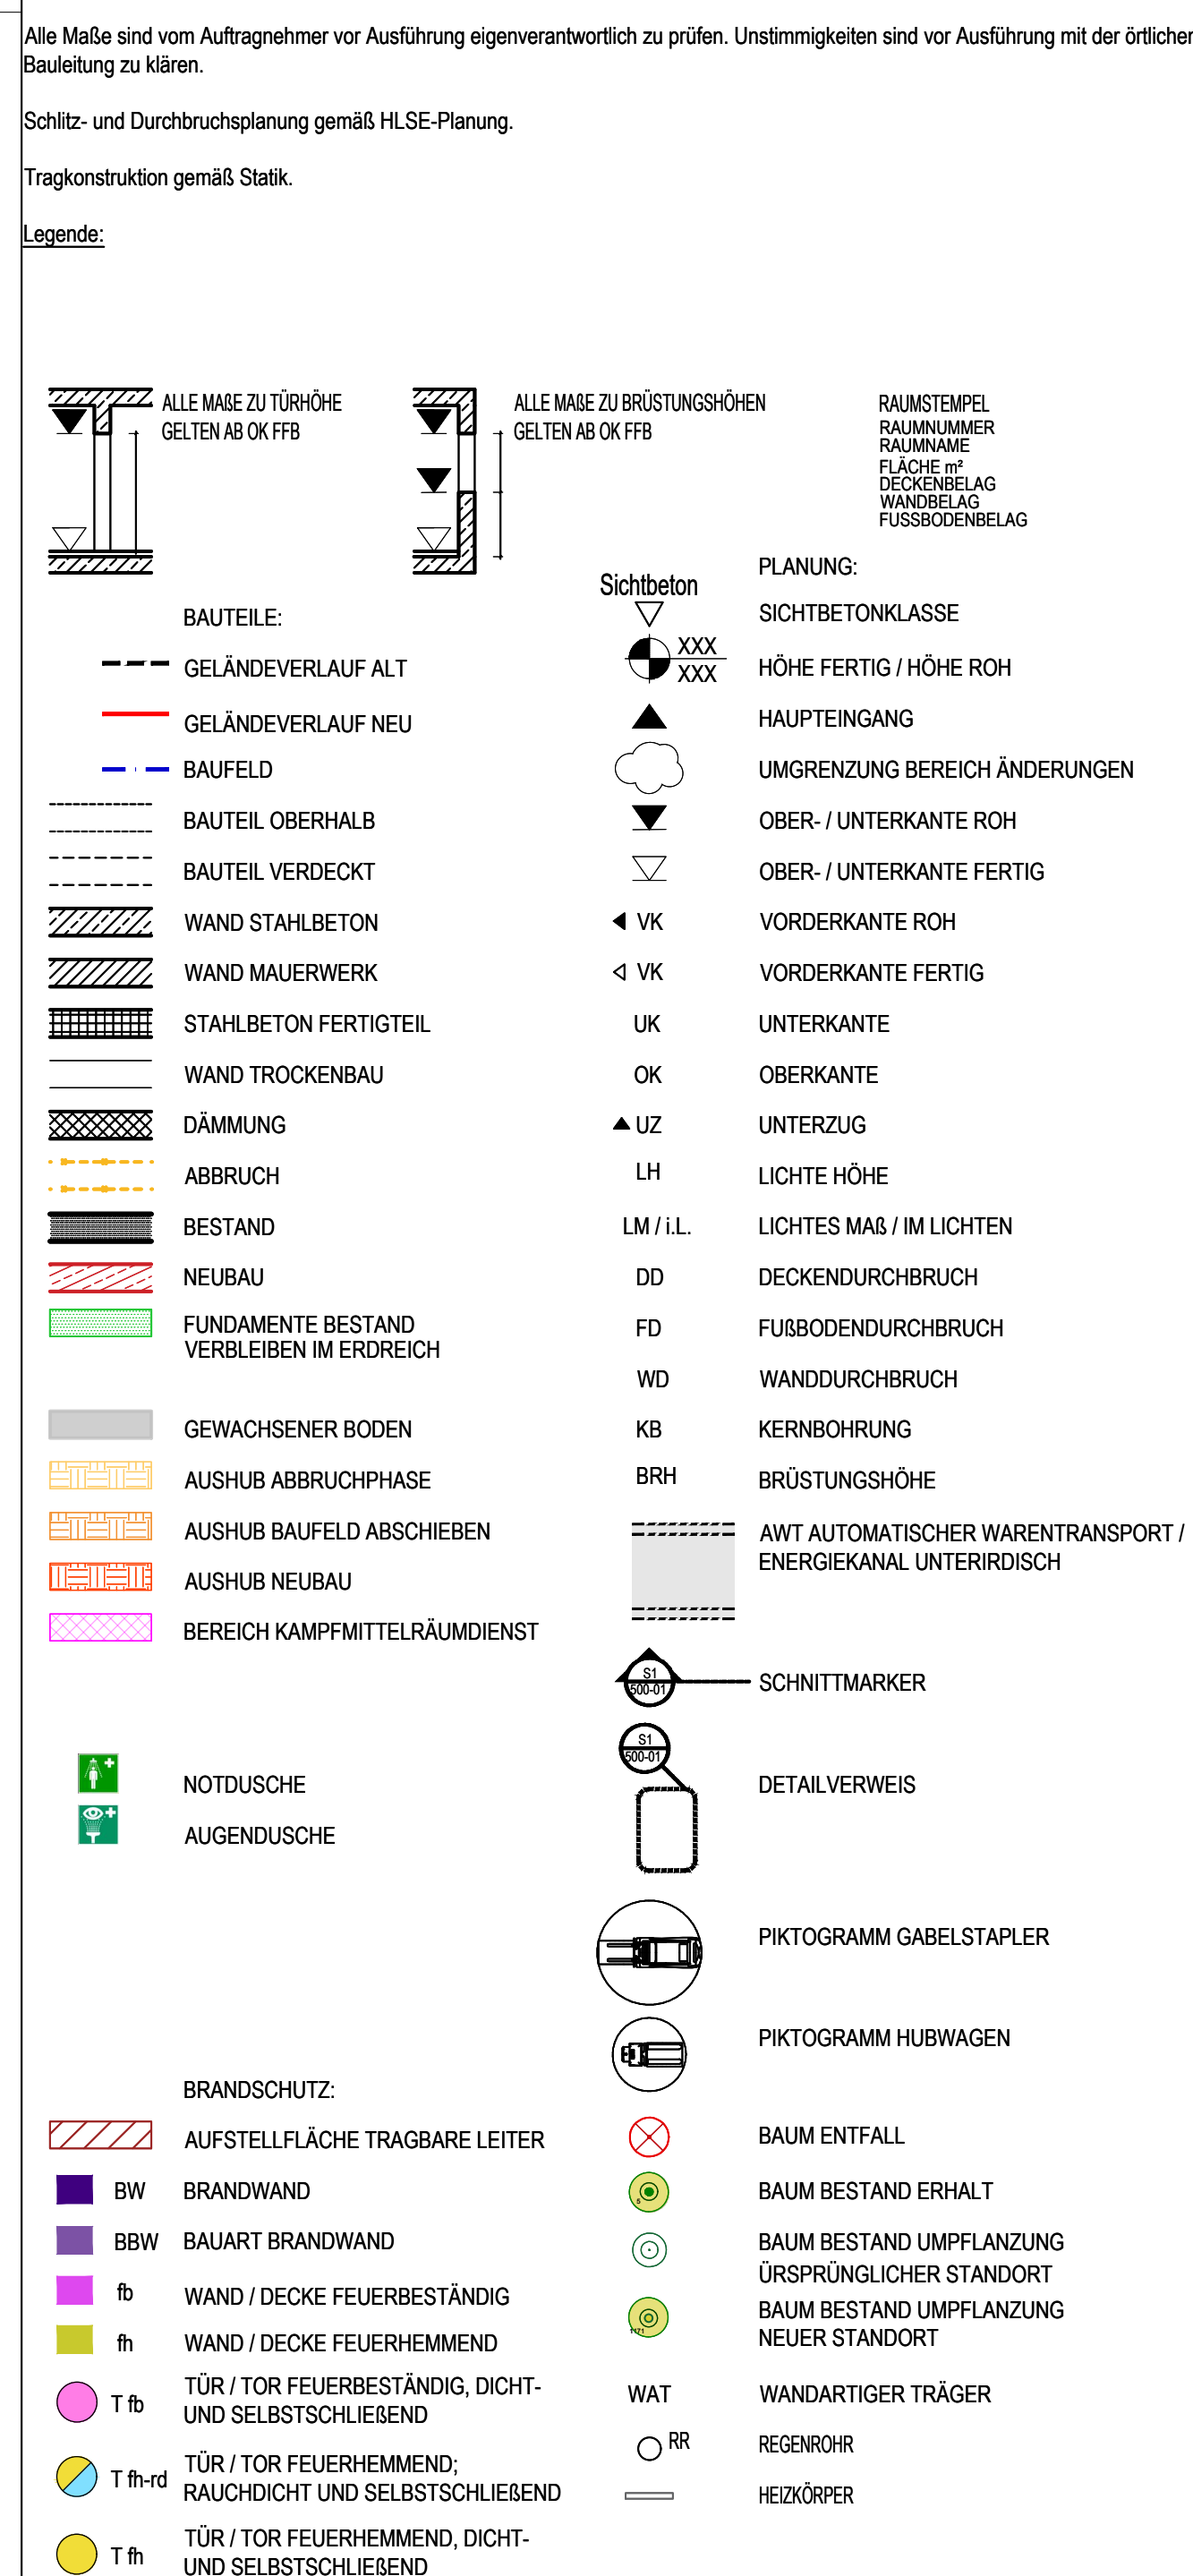 Alle Maße sind vom Auftragnehmer vor Ausführung eigenverantwortlich zu prüfen. Unstimmigkeiten sind vor Ausführung mit der örtlichen
Bauleitung zu klären.
Schlitz- und Durchbruchsplanung gemäß HLSE-Planung.
Tragkonstruktion gemäß Statik.
Legende:
ALLE MAßE ZU TÜRHÖHE
GELTEN AB OK FFB
ALLE MAßE ZU BRÜSTUNGSHÖHEN
GELTEN AB OK FFB
RAUMSTEMPEL
RAUMNUMMER
RAUMNAME
FLÄCHE m²
DECKENBELAG
WANDBELAG
FUSSBODENBELAG
BAUTEILE:
GELÄNDEVERLAUF ALT
GELÄNDEVERLAUF NEU
BAUFELD
BAUTEIL OBERHALB
BAUTEIL VERDECKT
WAND STAHLBETON
WAND MAUERWERK
STAHLBETON FERTIGTEIL
WAND TROCKENBAU
DÄMMUNG
ABBRUCH
BESTAND
NEUBAU
FUNDAMENTE BESTAND
VERBLEIBEN IM ERDREICH
GEWACHSENER BODEN
AUSHUB ABBRUCHPHASE
AUSHUB BAUFELD ABSCHIEBEN
AUSHUB NEUBAU
BEREICH KAMPFMITTELRÄUMDIENST
NOTDUSCHE
AUGENDUSCHE
BRANDSCHUTZ:
AUFSTELLFLÄCHE TRAGBARE LEITER
BW BRANDWAND
BBW BAUART BRANDWAND
fb WAND / DECKE FEUERBESTÄNDIG
fh WAND / DECKE FEUERHEMMEND
T fb TÜR / TOR FEUERBESTÄNDIG, DICHT-
UND SELBSTSCHLIEßEND
T fh-rd TÜR / TOR FEUERHEMMEND;
RAUCHDICHT UND SELBSTSCHLIEßEND
T fh TÜR / TOR FEUERHEMMEND, DICHT-
UND SELBSTSCHLIEßEND
PLANUNG:
Sichtbeton
SICHTBETONKLASSE
XXX
XXX
HÖHE FERTIG / HÖHE ROH
HAUPTEINGANG
UMGRENZUNG BEREICH ÄNDERUNGEN
OBER- / UNTERKANTE ROH
OBER- / UNTERKANTE FERTIG
VK VORDERKANTE ROH
VK VORDERKANTE FERTIG
UK UNTERKANTE
OK OBERKANTE
UZ UNTERZUG
LH LICHTE HÖHE
LM / i.L. LICHTES MAß / IM LICHTEN
DD DECKENDURCHBRUCH
FD FUßBODENDURCHBRUCH
WD WANDDURCHBRUCH
KB KERNBOHRUNG
BRH BRÜSTUNGSHÖHE
AWT AUTOMATISCHER WARENTRANSPORT /
ENERGIEKANAL UNTERIRDISCH
S1
500-01
SCHNITTMARKER
S1
500-01
DETAILVERWEIS
PIKTOGRAMM GABELSTAPLER
PIKTOGRAMM HUBWAGEN
BAUM ENTFALL
5
BAUM BESTAND ERHALT
BAUM BESTAND UMPFLANZUNG
ÜRSPRÜNGLICHER STANDORT
1171
BAUM BESTAND UMPFLANZUNG
NEUER STANDORT
WAT WANDARTIGER TRÄGER
RR REGENROHR
HEIZKÖRPER